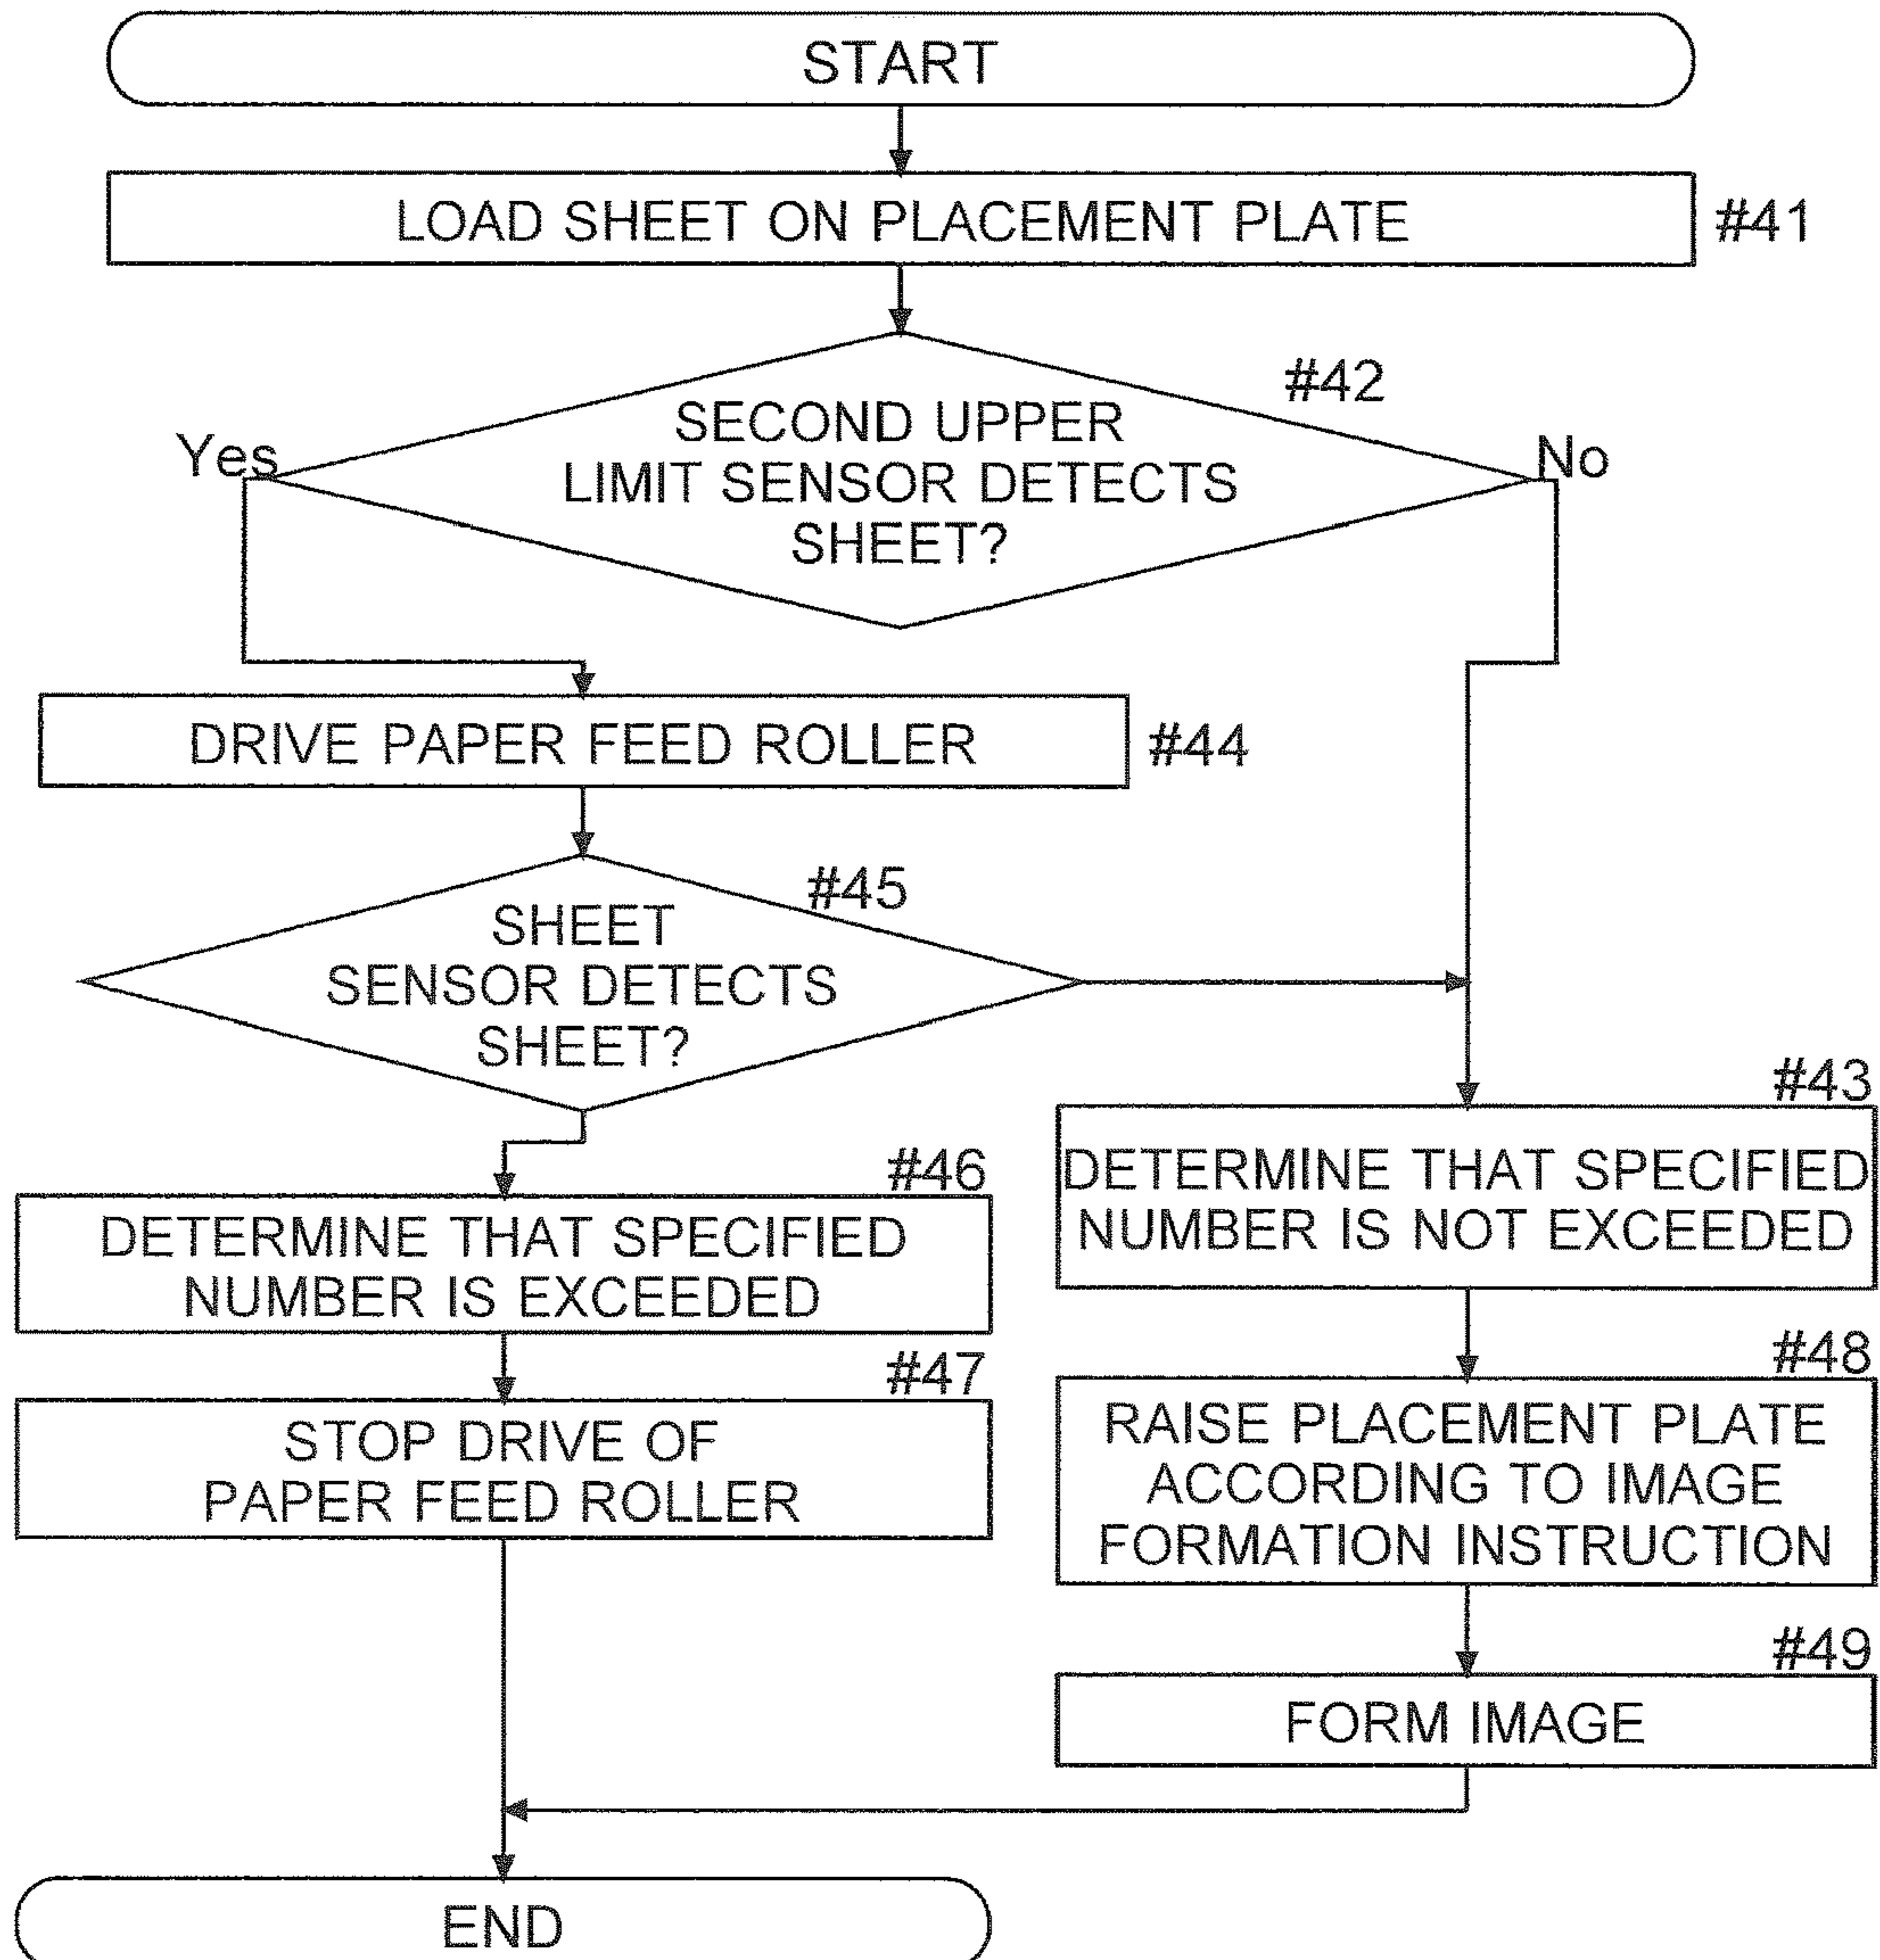 START
LOAD SHEET ON PLACEMENT PLATE
#41
#42
SECOND UPPER
LIMIT SENSOR DETECTS
SHEET?
Yes
No
DRIVE PAPER FEED ROLLER
#44
#45
SHEET
SENSOR DETECTS
SHEET?
#43
DETERMINE THAT SPECIFIED
NUMBER IS NOT EXCEEDED
#46
DETERMINE THAT SPECIFIED
NUMBER IS EXCEEDED
#47
STOP DRIVE OF
PAPER FEED ROLLER
#48
RAISE PLACEMENT PLATE
ACCORDING TO IMAGE
FORMATION INSTRUCTION
#49
FORM IMAGE
END